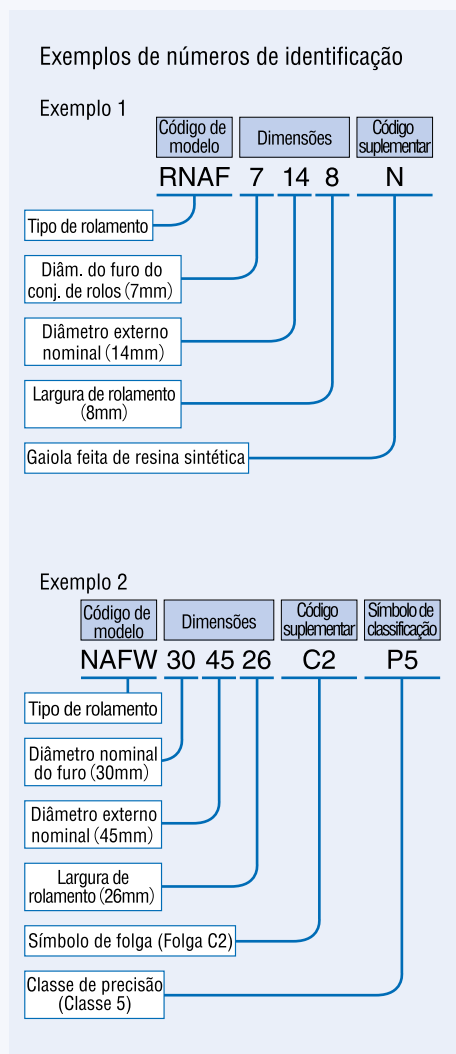 Exemplos de números de identificação
Exemplo 1
Código de
modelo
Dimensões
Código
suplementar
RNAF 7 14 8 N
Tipo de rolamento
Diâm. do furo do
conj. de rolos (7mm)
Diâmetro externo
nominal (14mm)
Largura de rolamento
(8mm)
Gaiola feita de resina sintética
Exemplo 2
Código de
modelo
Dimensões
Código
suplementar
Símbolo de
classificação
NAFW 30 45 26 C2 P5
Tipo de rolamento
Diâmetro nominal
do furo (30mm)
Diâmetro externo
nominal (45mm)
Largura de
rolamento (26mm)
Símbolo de folga (Folga C2)
Classe de precisão
(Classe 5)